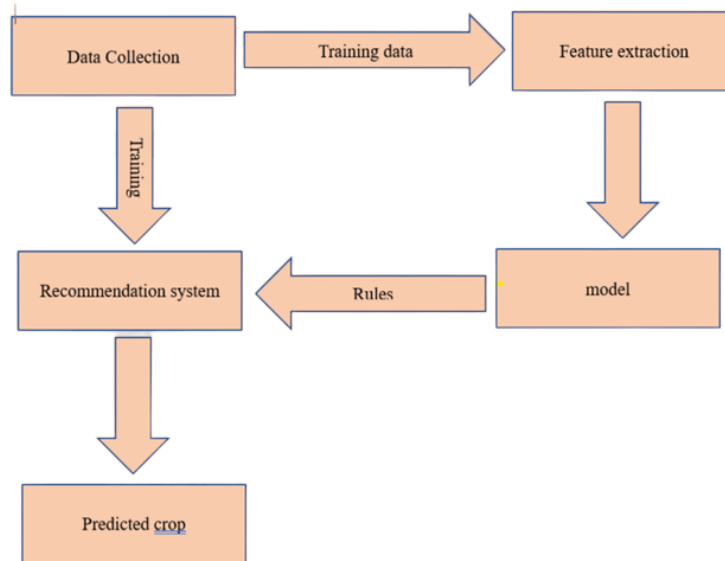 Data Collection
Training data
Feature extraction
Training
Recommendation system
Rules
model
Predicted crop